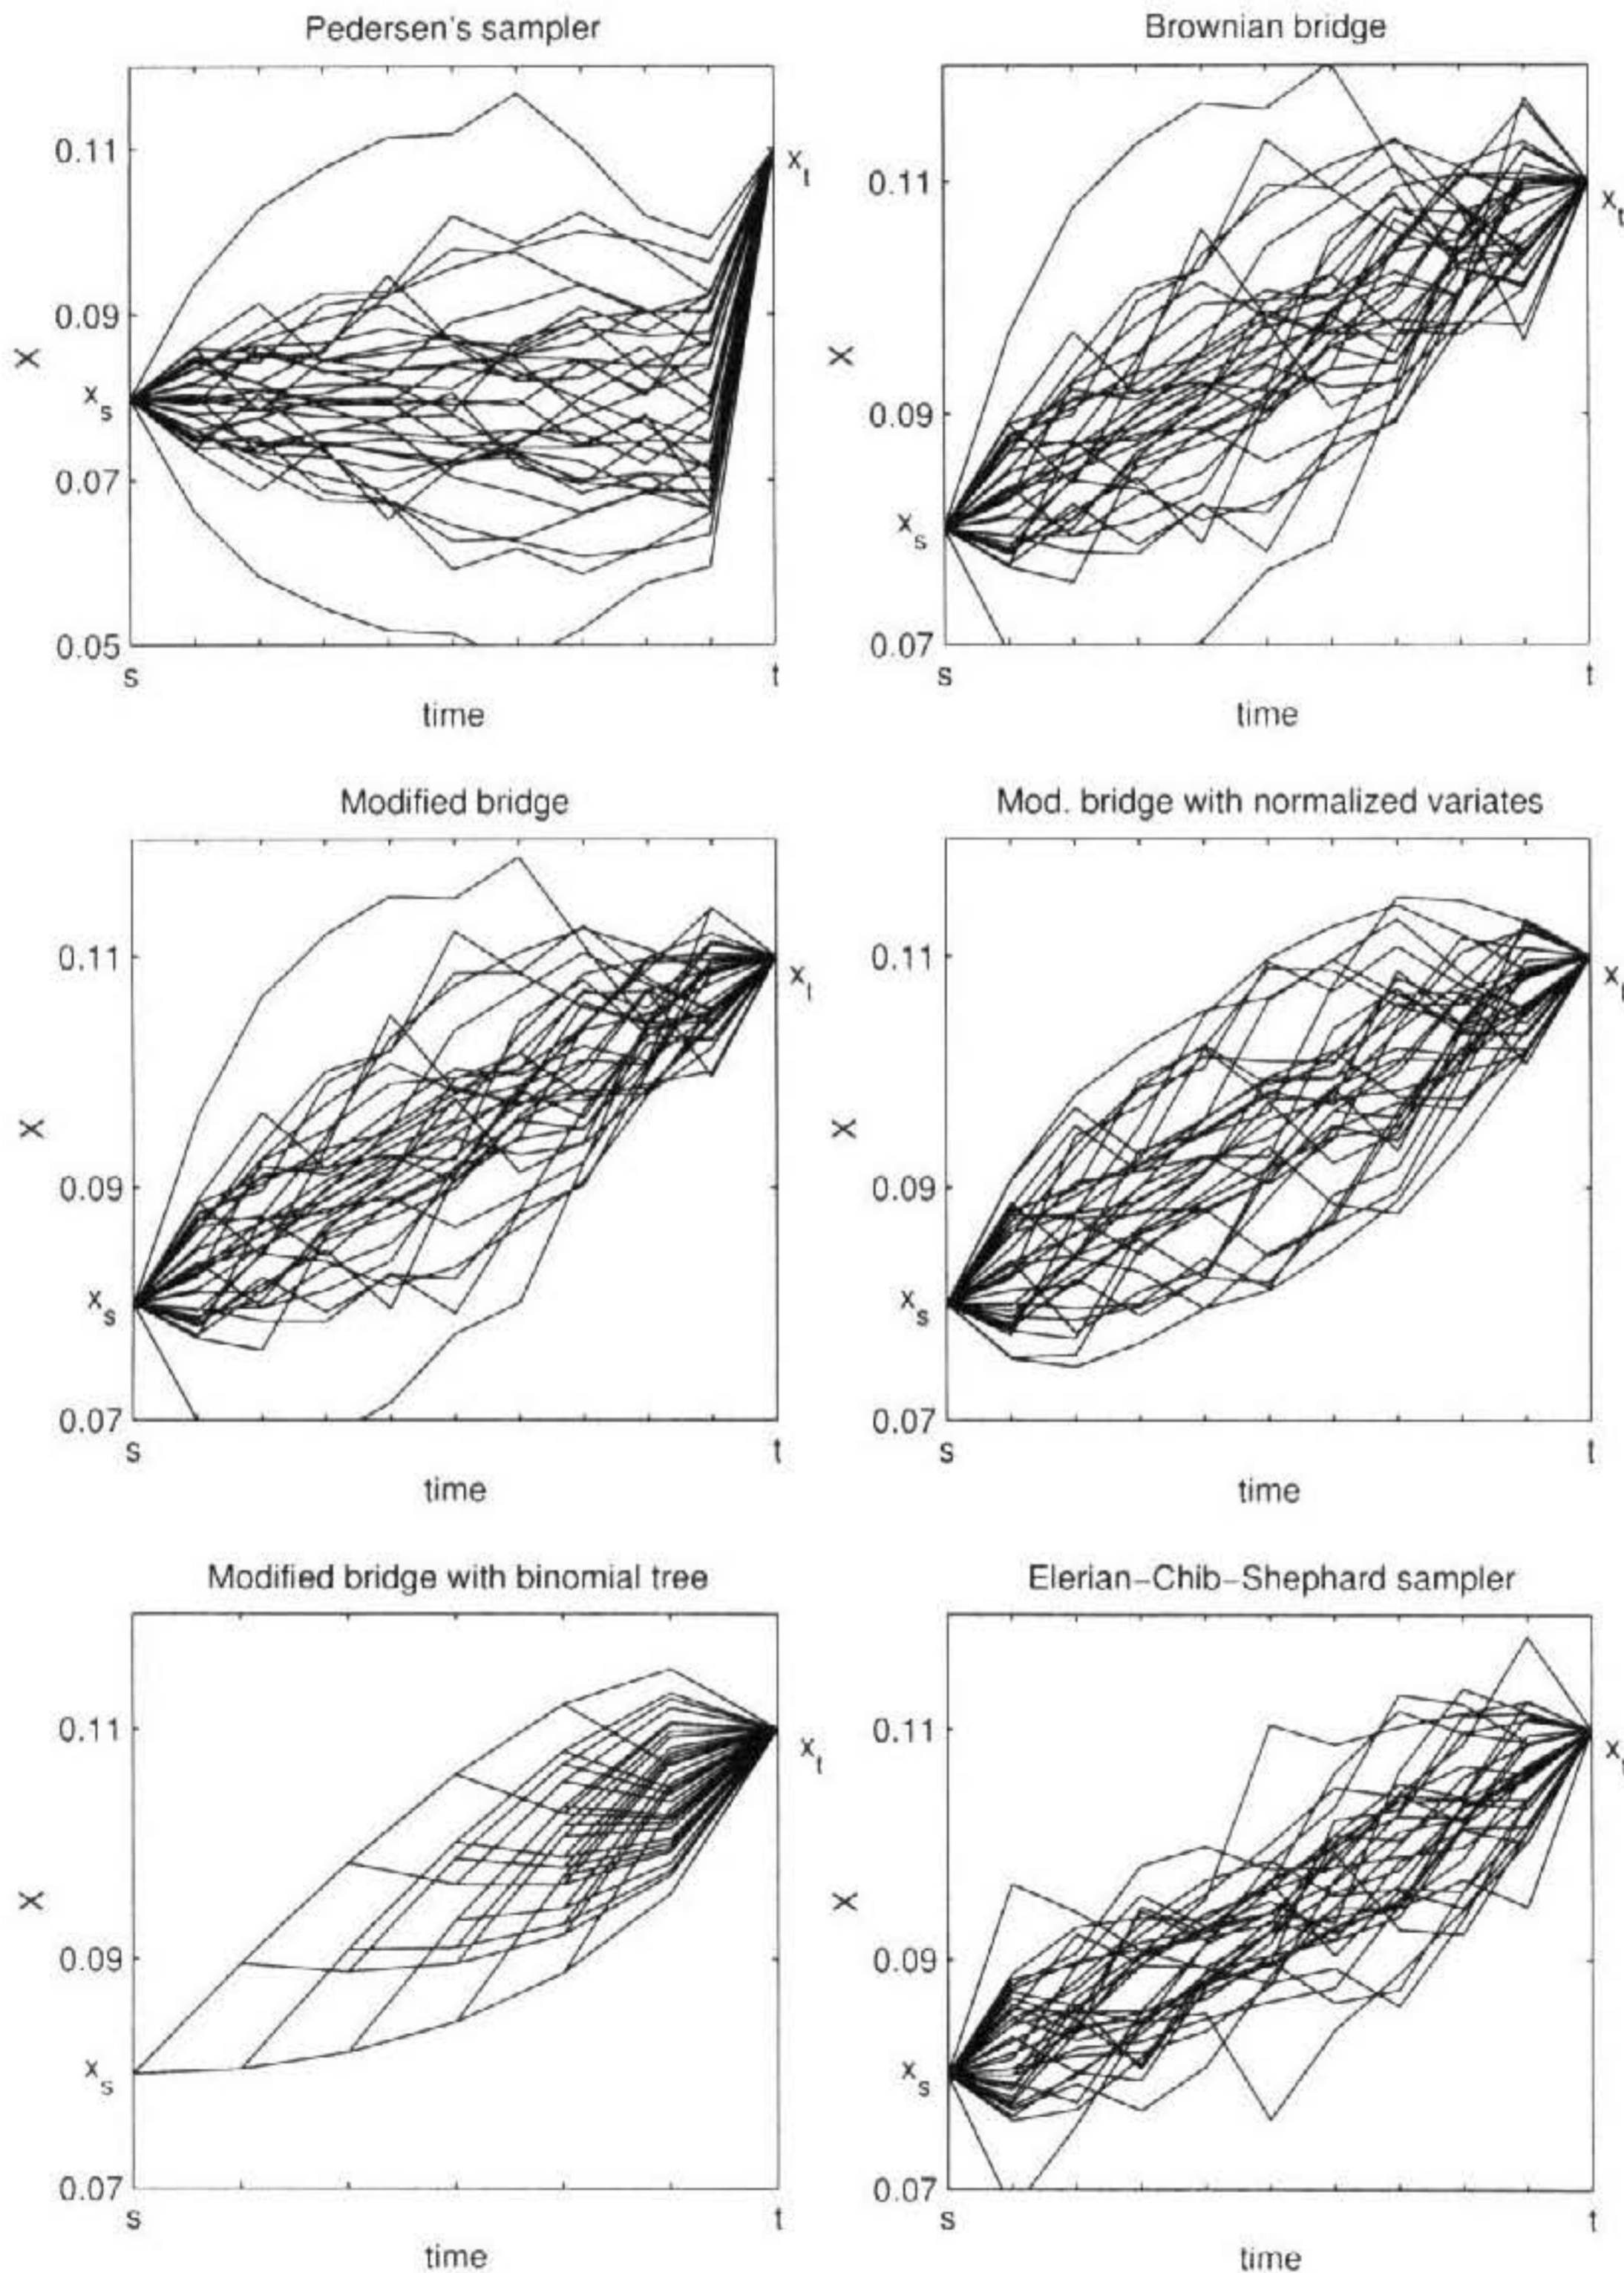 Pedersen's sampler
0.11
0.09
0.07
0.05
X
x_s
x_t
s
t
time
Brownian bridge
0.11
0.09
0.07
X
x_s
x_t
s
t
time
Modified bridge
0.11
0.09
0.07
X
x_s
x_t
s
t
time
Mod. bridge with normalized variates
0.11
0.09
0.07
X
x_s
x_t
s
t
time
Modified bridge with binomial tree
0.11
0.09
0.07
X
x_s
x_t
s
t
time
Elerian–Chib–Shephard sampler
0.11
0.09
0.07
X
x_s
x_t
s
t
time